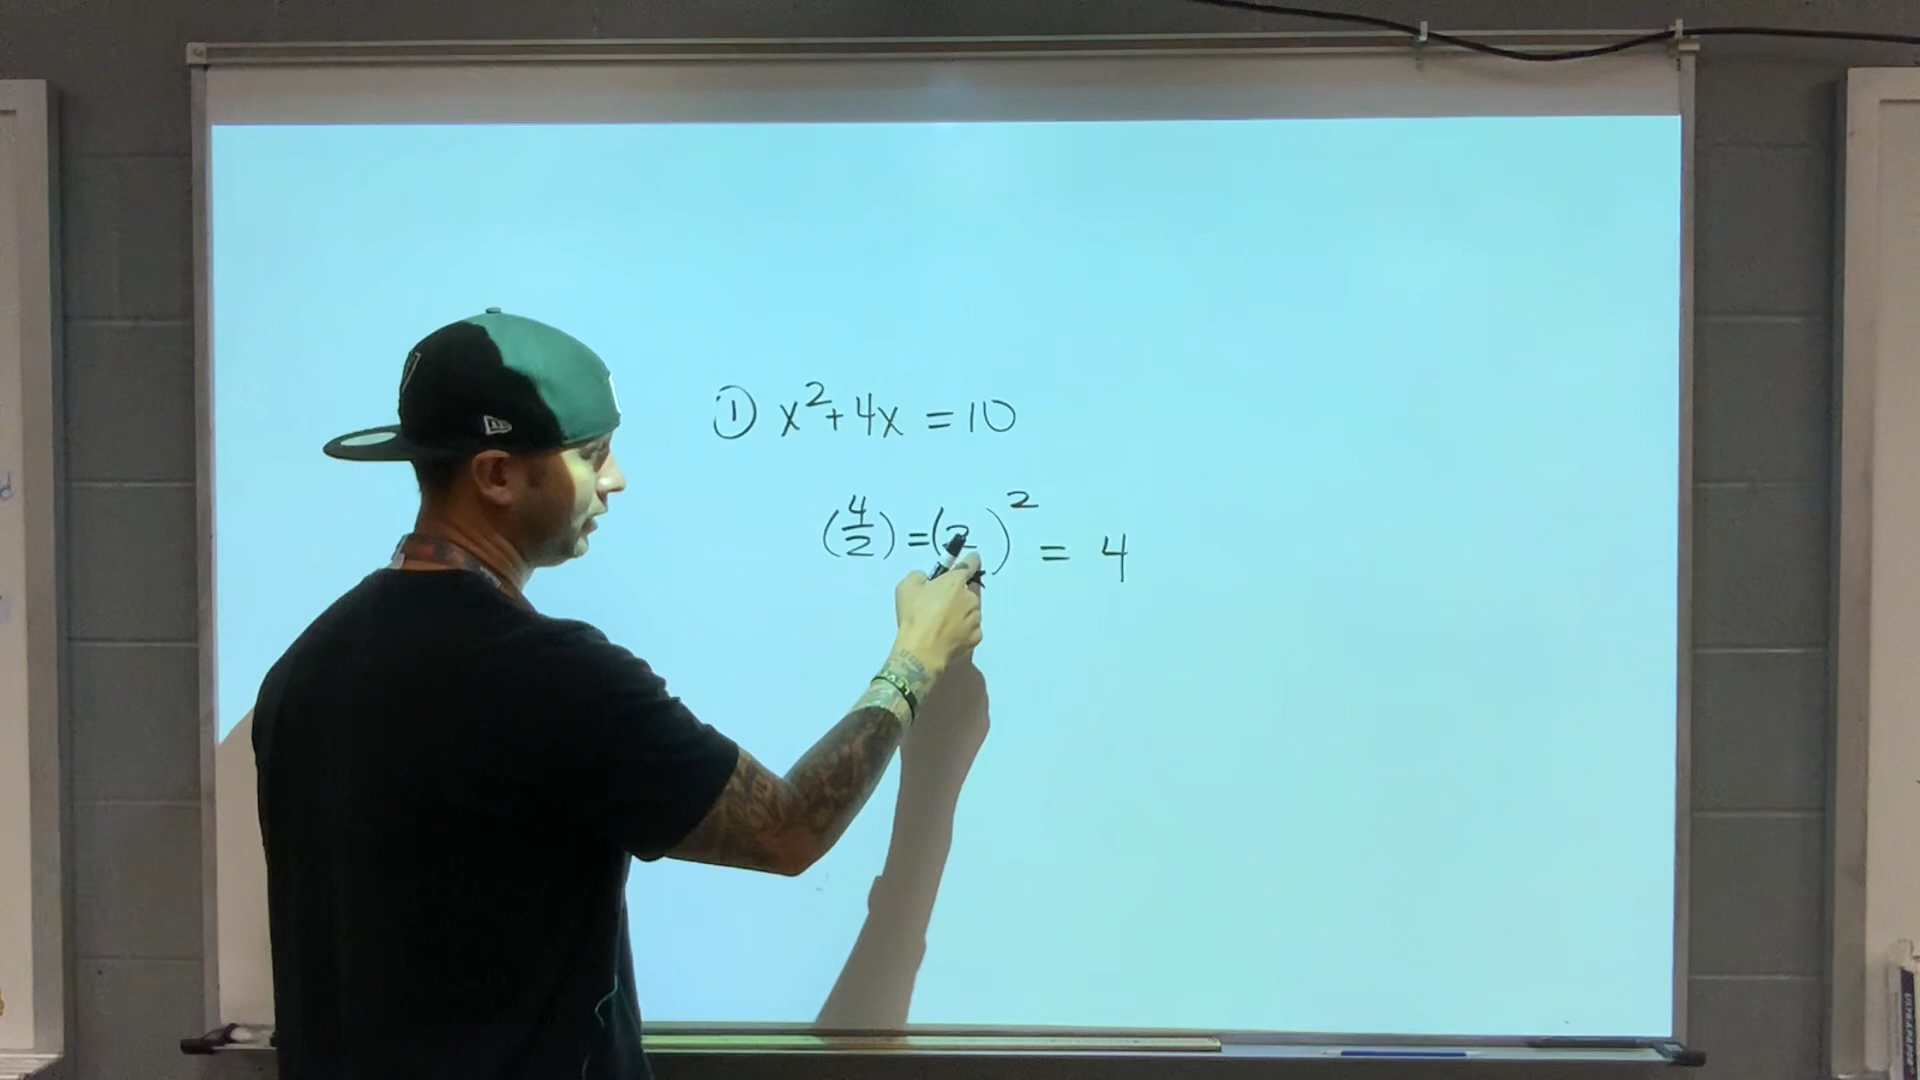 ① x²+4x = 10
(4/2) = (2)² = 4